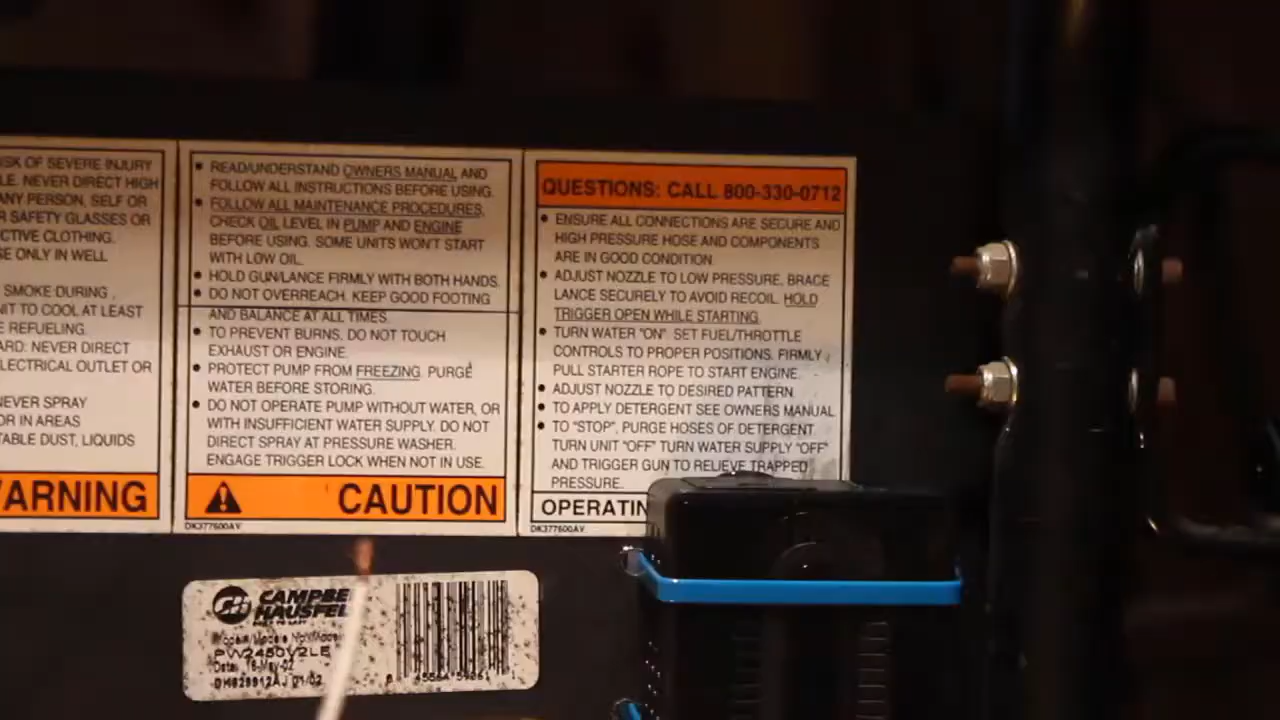 ISK OF SEVERE INJURY
LE. NEVER DIRECT HIGH
ANY PERSON, SELF OR
R SAFETY GLASSES OR
CTIVE CLOTHING.
SE ONLY IN WELL
SMOKE DURING,
NIT TO COOL AT LEAST
E REFUELING.
ARD: NEVER DIRECT
LECTRICAL OUTLET OR
NEVER SPRAY
OR IN AREAS
TABLE DUST, LIQUIDS
WARNING
• READ/UNDERSTAND OWNERS MANUAL AND
FOLLOW ALL INSTRUCTIONS BEFORE USING.
• FOLLOW ALL MAINTENANCE PROCEDURES,
CHECK OIL LEVEL IN PUMP AND ENGINE
BEFORE USING. SOME UNITS WON'T START
WITH LOW OIL.
• HOLD GUN/LANCE FIRMLY WITH BOTH HANDS.
• DO NOT OVERREACH. KEEP GOOD FOOTING
AND BALANCE AT ALL TIMES.
• TO PREVENT BURNS, DO NOT TOUCH
EXHAUST OR ENGINE.
• PROTECT PUMP FROM FREEZING. PURGE
WATER BEFORE STORING.
• DO NOT OPERATE PUMP WITHOUT WATER, OR
WITH INSUFFICIENT WATER SUPPLY. DO NOT
DIRECT SPRAY AT PRESSURE WASHER.
ENGAGE TRIGGER LOCK WHEN NOT IN USE.
CAUTION
DK377600AV
QUESTIONS: CALL 800-330-0712
• ENSURE ALL CONNECTIONS ARE SECURE AND
HIGH PRESSURE HOSE AND COMPONENTS
ARE IN GOOD CONDITION.
• ADJUST NOZZLE TO LOW PRESSURE, BRACE
LANCE SECURELY TO AVOID RECOIL. HOLD
TRIGGER OPEN WHILE STARTING.
• TURN WATER "ON". SET FUEL/THROTTLE
CONTROLS TO PROPER POSITIONS. FIRMLY
PULL STARTER ROPE TO START ENGINE.
• ADJUST NOZZLE TO DESIRED PATTERN.
• TO APPLY DETERGENT SEE OWNERS MANUAL
• TO "STOP", PURGE HOSES OF DETERGENT.
TURN UNIT "OFF" TURN WATER SUPPLY "OFF"
AND TRIGGER GUN TO RELIEVE TRAPPED
PRESSURE.
OPERATIN
DK377600AV
CAMPBE
HAUSFEL
PW2450V2LE
Date: 16-May-02